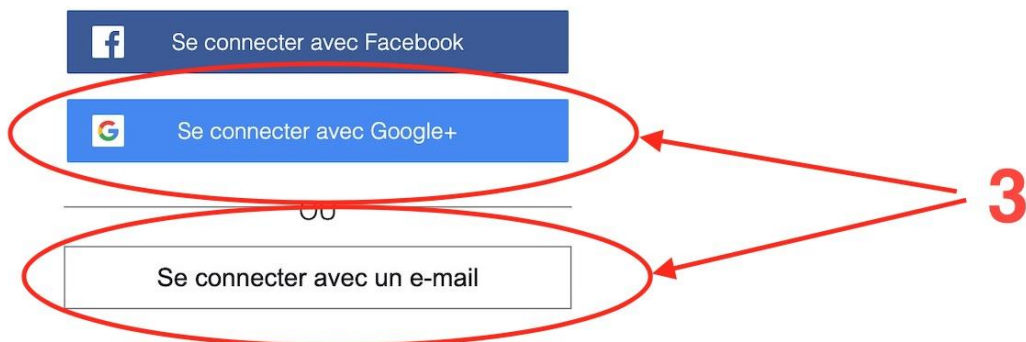 Se connecter avec Facebook
Se connecter avec Google+
OU
Se connecter avec un e-mail
3